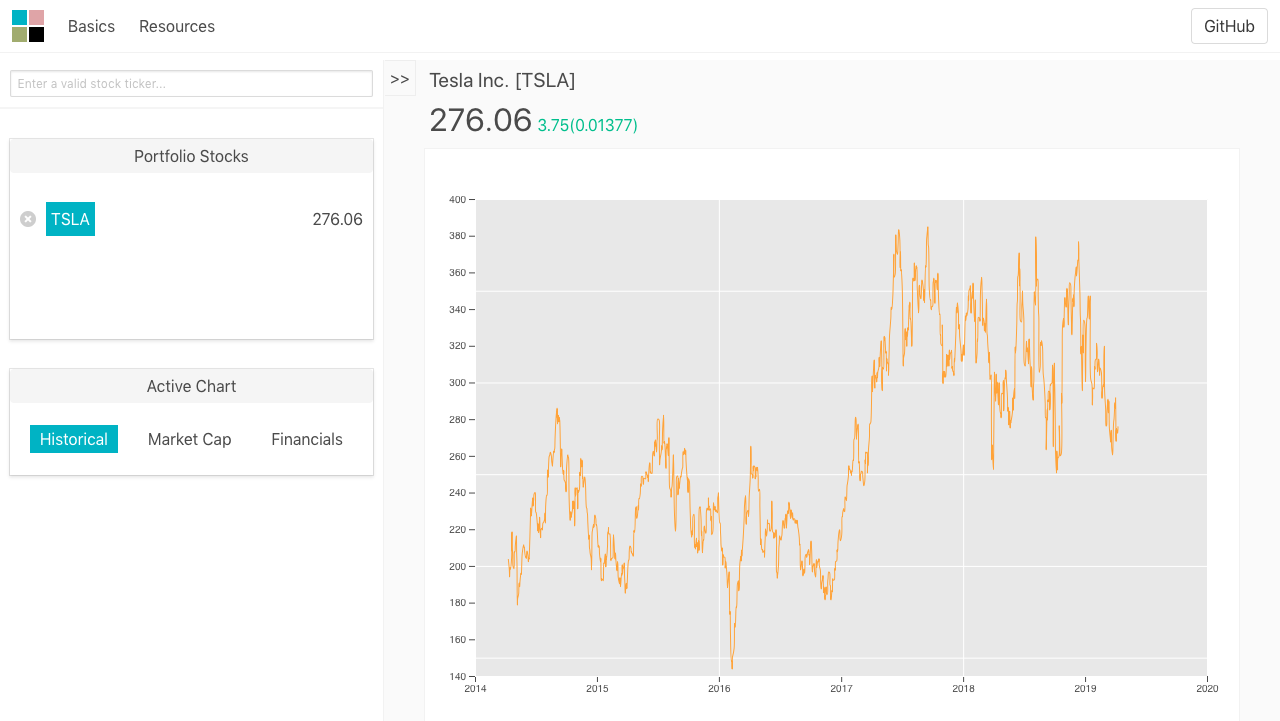 Basics Resources GitHub
Enter a valid stock ticker...
Portfolio Stocks
TSLA 276.06
Active Chart
Historical Market Cap Financials
>> Tesla Inc. [TSLA]
276.06 3.75(0.01377)
400
380
360
340
320
300
280
260
240
220
200
180
160
140
2014 2015 2016 2017 2018 2019 2020